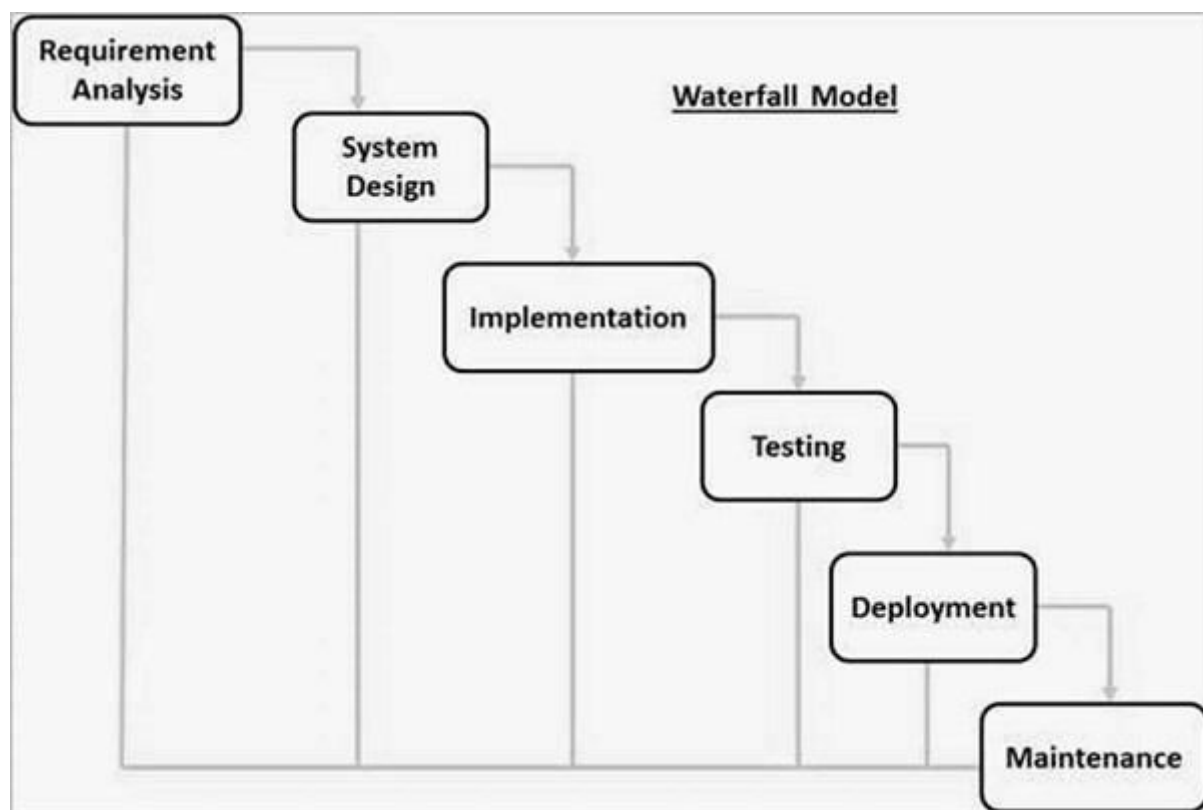 Requirement
Analysis
Waterfall Model
System
Design
Implementation
Testing
Deployment
Maintenance